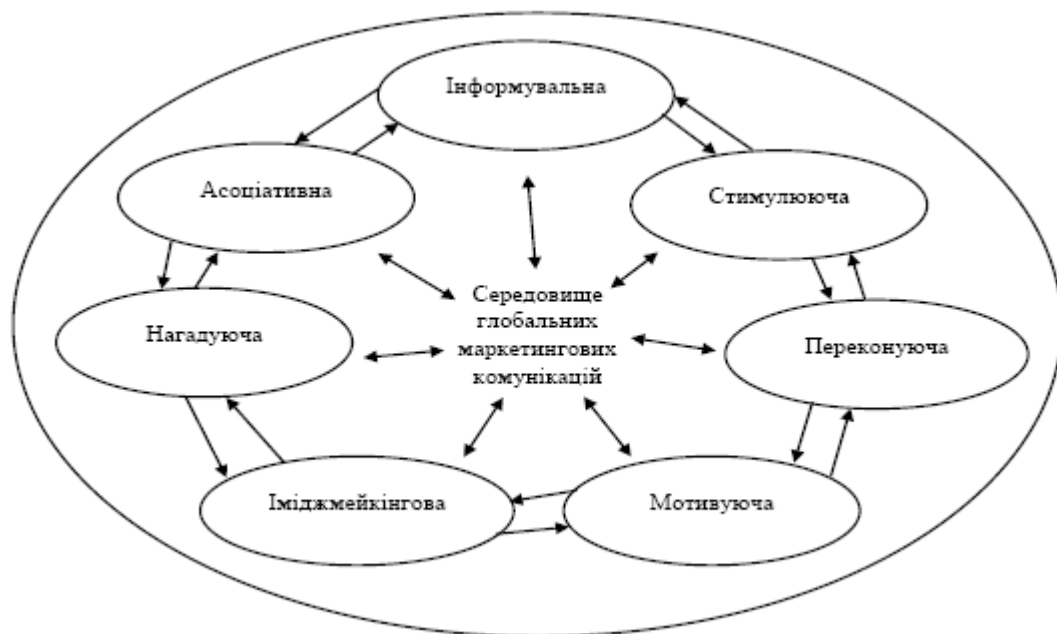 Інформувальна
Асоціативна
Стимулююча
Середовище
глобальних
маркетингових
комунікацій
Нагадуюча
Переконуюча
Іміджмейкінгова
Мотивуюча